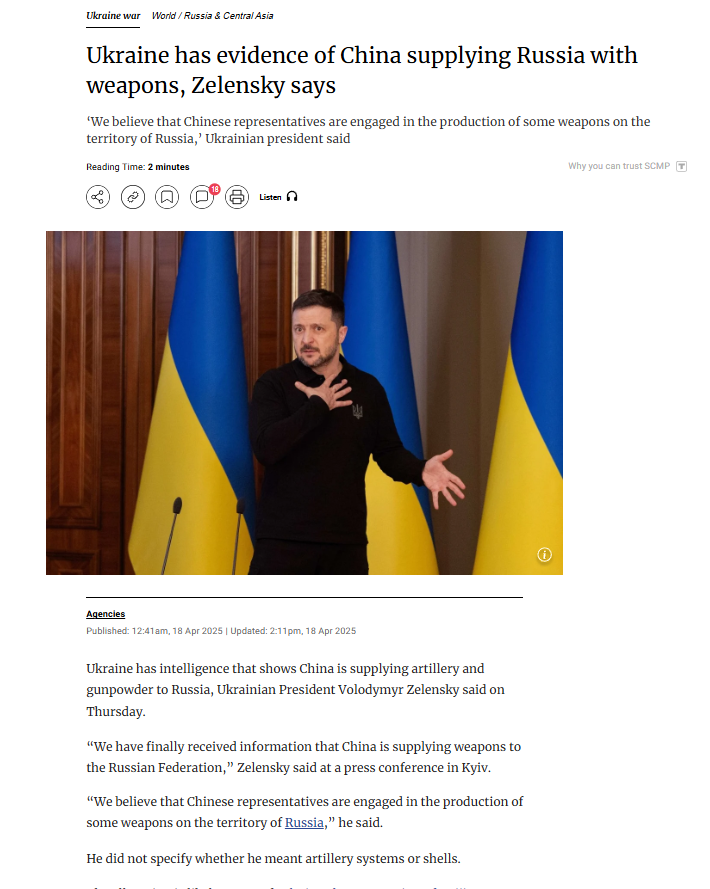 Ukraine war World / Russia & Central Asia
Ukraine has evidence of China supplying Russia with
weapons, Zelensky says
‘We believe that Chinese representatives are engaged in the production of some weapons on the
territory of Russia,’ Ukrainian president said
Reading Time: 2 minutes
Why you can trust SCMP
18
Listen
Agencies
Published: 12:41am, 18 Apr 2025 | Updated: 2:11pm, 18 Apr 2025
Ukraine has intelligence that shows China is supplying artillery and
gunpowder to Russia, Ukrainian President Volodymyr Zelensky said on
Thursday.
“We have finally received information that China is supplying weapons to
the Russian Federation,” Zelensky said at a press conference in Kyiv.
“We believe that Chinese representatives are engaged in the production of
some weapons on the territory of Russia,” he said.
He did not specify whether he meant artillery systems or shells.